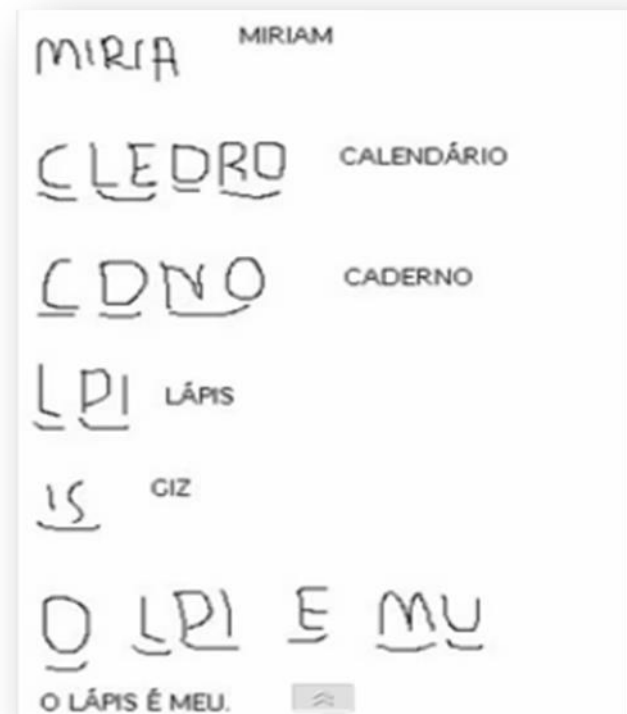 MIRIA MIRIAM
CLEDRO CALENDÁRIO
CDNO CADERNO
LPI LÁPIS
IS GIZ
O LPI E MU
O LÁPIS É MEU.